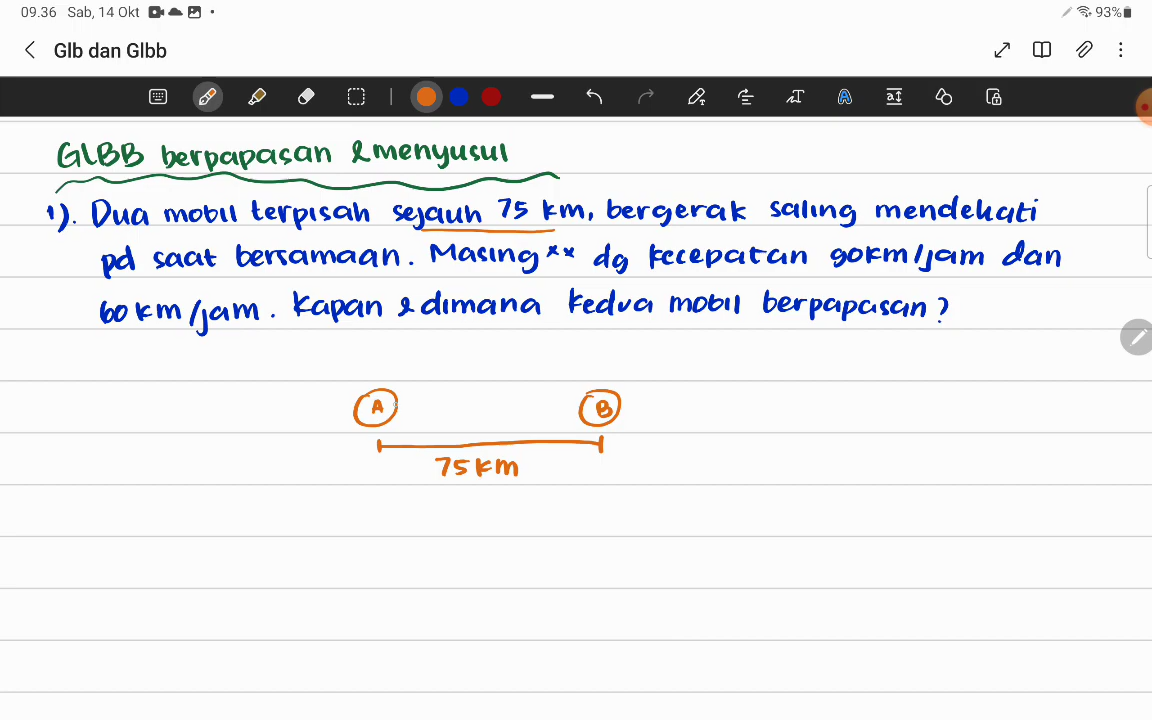 09.36 Sab, 14 Okt
93%
Glb dan Glbb
GLBB berpapasan & menyusul
1). Dua mobil terpisah sejauh 75 km, bergerak saling mendekati
pd saat bersamaan. Masing** dg kecepatan 90km/jam dan
60 km/jam. Kapan & dimana kedua mobil berpapasan?
A B
75 km